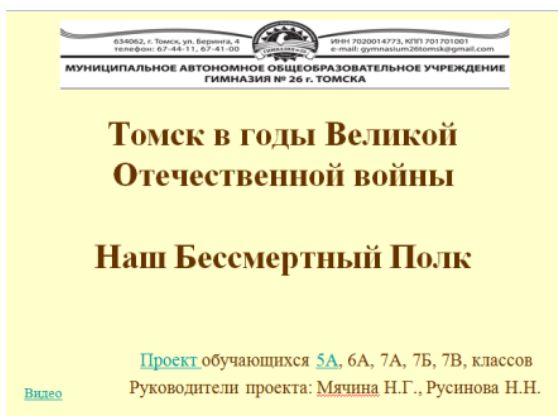 634062, г. Томск, ул. Беринга, 4
телефон: 67-44-11, 67-41-00
ИНН 7020014773, КПП 701701001
e-mail: gymnasium26tomsk@gmail.com
МУНИЦИПАЛЬНОЕ АВТОНОМНОЕ ОБЩЕОБРАЗОВАТЕЛЬНОЕ УЧРЕЖДЕНИЕ
ГИМНАЗИЯ № 26 г. ТОМСКА
Томск в годы Великой
Отечественной войны
Наш Бессмертный Полк
Проект обучающихся 5А, 6А, 7А, 7Б, 7В, классов
Видео
Руководители проекта: Мячина Н.Г., Русинова Н.Н.